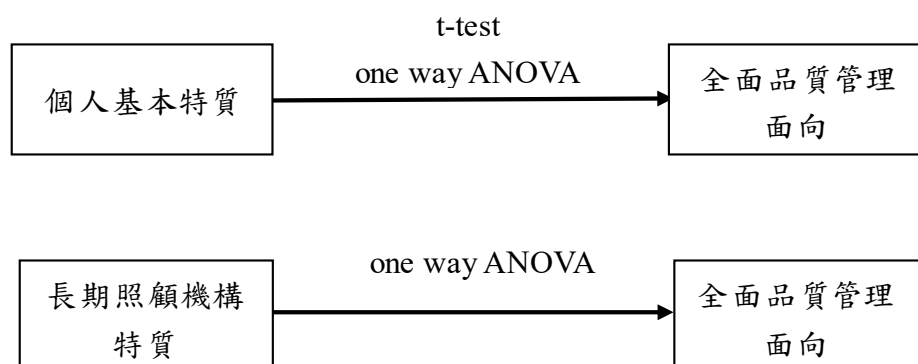 t-test
one way ANOVA
個人基本特質
全面品質管理
面向
one way ANOVA
長期照顧機構
特質
全面品質管理
面向